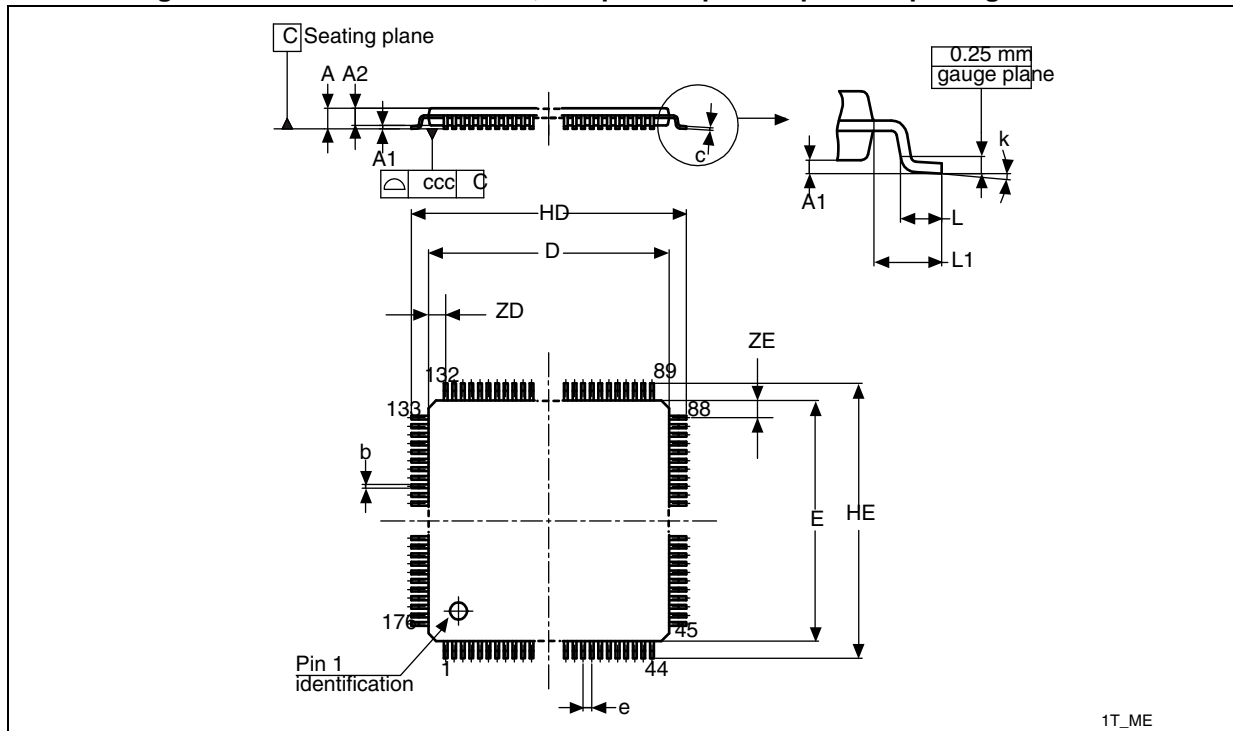 C Seating plane
0.25 mm
gauge plane
A A2
k
c
A1
A1
ccc C
HD
L
D
L1
ZD
ZE
132
89
133
88
b
E
HE
176
45
Pin 1
identification
1
44
e
1T_ME